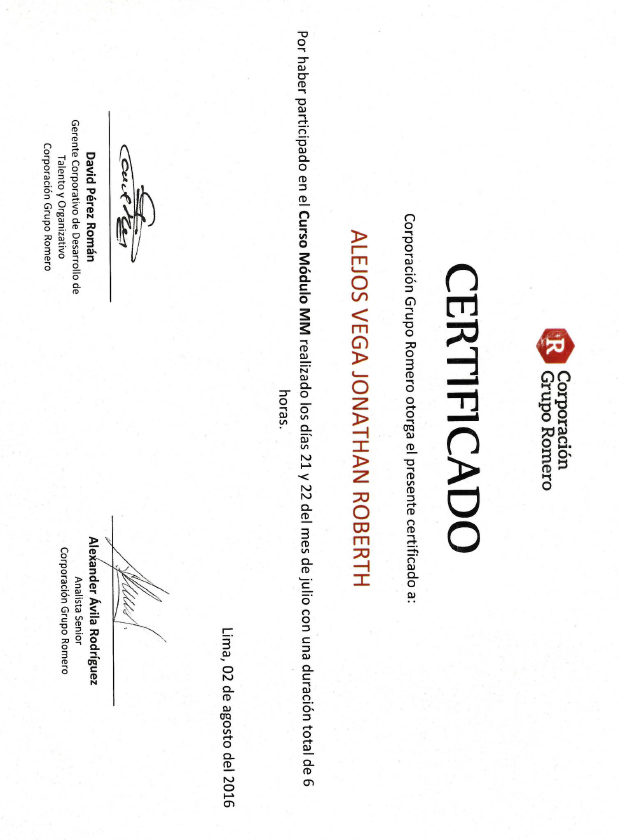 Corporación
Grupo Romero
CERTIFICADO
Corporación Grupo Romero otorga el presente certificado a:
ALEJOS VEGA JONATHAN ROBERTH
Por haber participado en el Curso Módulo MM realizado los días 21 y 22 del mes de julio con una duración total de 6
horas.
Lima, 02 de agosto del 2016
David Pérez Román
Gerente Corporativo de Desarrollo de
Talento y Organizativo
Corporación Grupo Romero
Alexander Ávila Rodríguez
Analista Senior
Corporación Grupo Romero